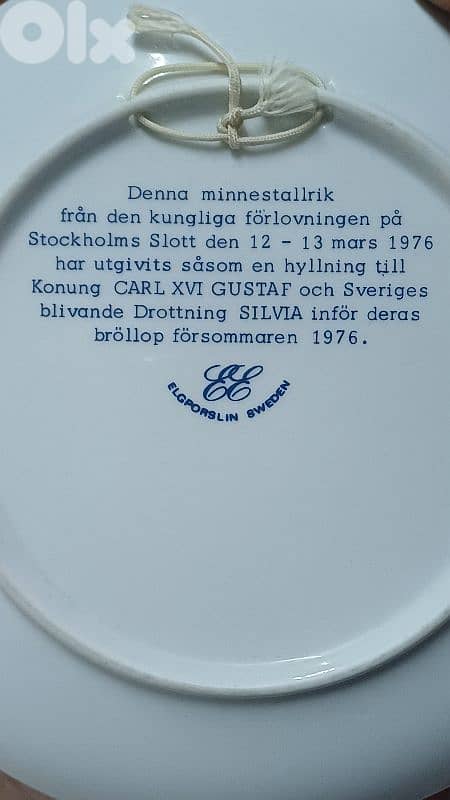 OLX
Denna minnestallrik
från den kungliga förlovningen på
Stockholms Slott den 12 - 13 mars 1976
har utgivits såsom en hyllning till
Konung CARL XVI GUSTAF och Sveriges
blivande Drottning SILVIA inför deras
bröllop försommaren 1976.
EE
ELGPORSLIN SWEDEN